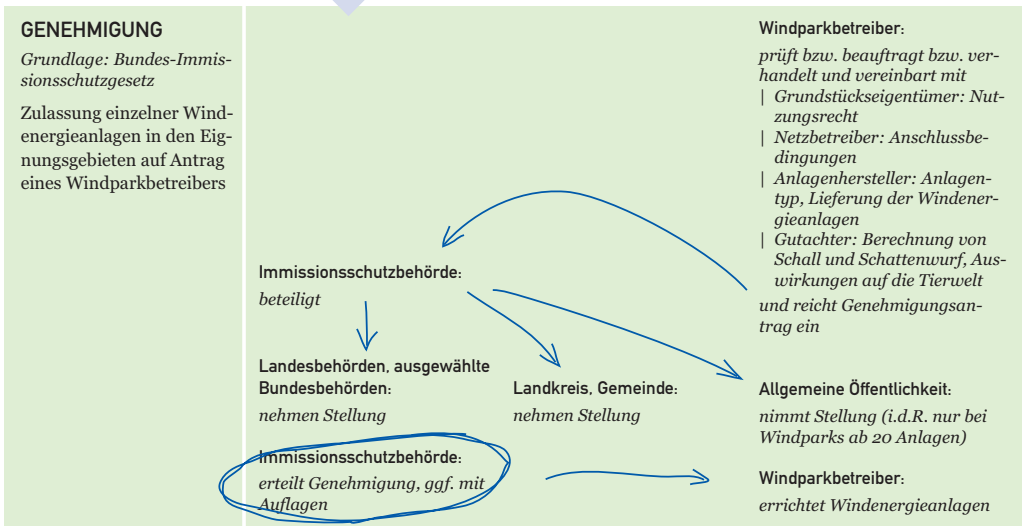 GENEHMIGUNG
Grundlage: Bundes-Immis-
sionsschutzgesetz
Zulassung einzelner Wind-
energieanlagen in den Eig-
nungsgebieten auf Antrag
eines Windparkbetreibers
Windparkbetreiber:
prüft bzw. beauftragt bzw. ver-
handelt und vereinbart mit
| Grundstückseigentümer: Nut-
zungsrecht
| Netzbetreiber: Anschlussbe-
dingungen
| Anlagenhersteller: Anlagen-
typ, Lieferung der Windener-
gieanlagen
| Gutachter: Berechnung von
Schall und Schattenwurf, Aus-
wirkungen auf die Tierwelt
und reicht Genehmigungsan-
trag ein
Immissionsschutzbehörde:
beteiligt
Landesbehörden, ausgewählte
Bundesbehörden:
nehmen Stellung
Landkreis, Gemeinde:
nehmen Stellung
Allgemeine Öffentlichkeit:
nimmt Stellung (i.d.R. nur bei
Windparks ab 20 Anlagen)
Immissionsschutzbehörde:
erteilt Genehmigung, ggf. mit
Auflagen
Windparkbetreiber:
errichtet Windenergieanlagen